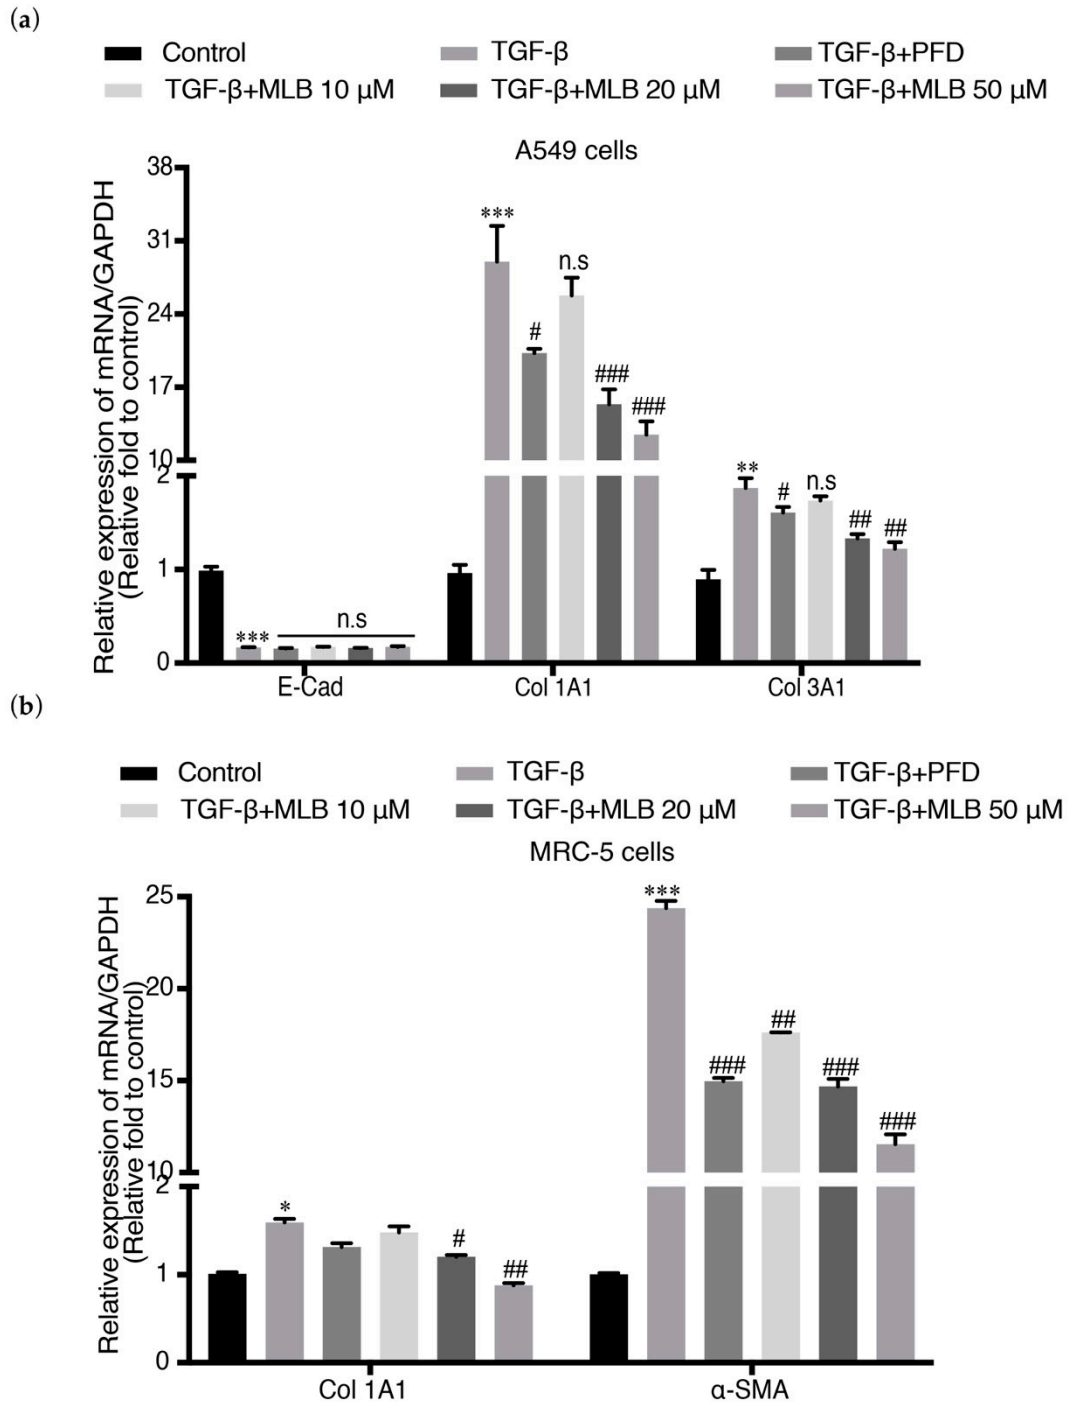 (a)
Control TGF-β TGF-β+PFD
TGF-β+MLB 10 μM TGF-β+MLB 20 μM TGF-β+MLB 50 μM
A549 cells
Relative expression of mRNA/GAPDH
(Relative fold to control)
38
31
24
17
10
2
1
0
***
#
n.s
###
###
**
#
n.s
##
##
***
n.s
E-Cad Col 1A1 Col 3A1
(b)
Control TGF-β TGF-β+PFD
TGF-β+MLB 10 μM TGF-β+MLB 20 μM TGF-β+MLB 50 μM
MRC-5 cells
Relative expression of mRNA/GAPDH
(Relative fold to control)
25
20
15
10
2
1
0
*
#
##
***
###
##
###
###
Col 1A1 α-SMA